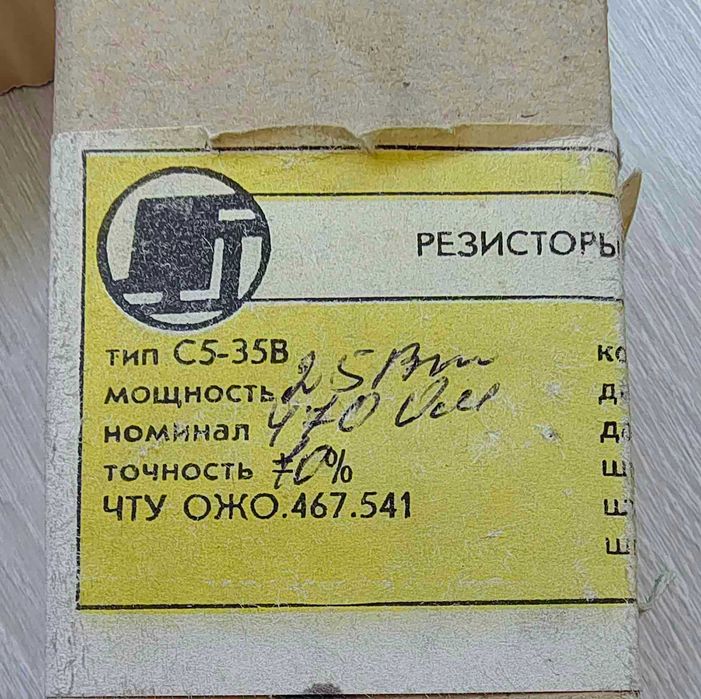 РЕЗИСТОРЫ
тип С5-35В
мощность 25 Вт
номинал 470 Ом
точность ±10%
ЧТУ ОЖО.467.541